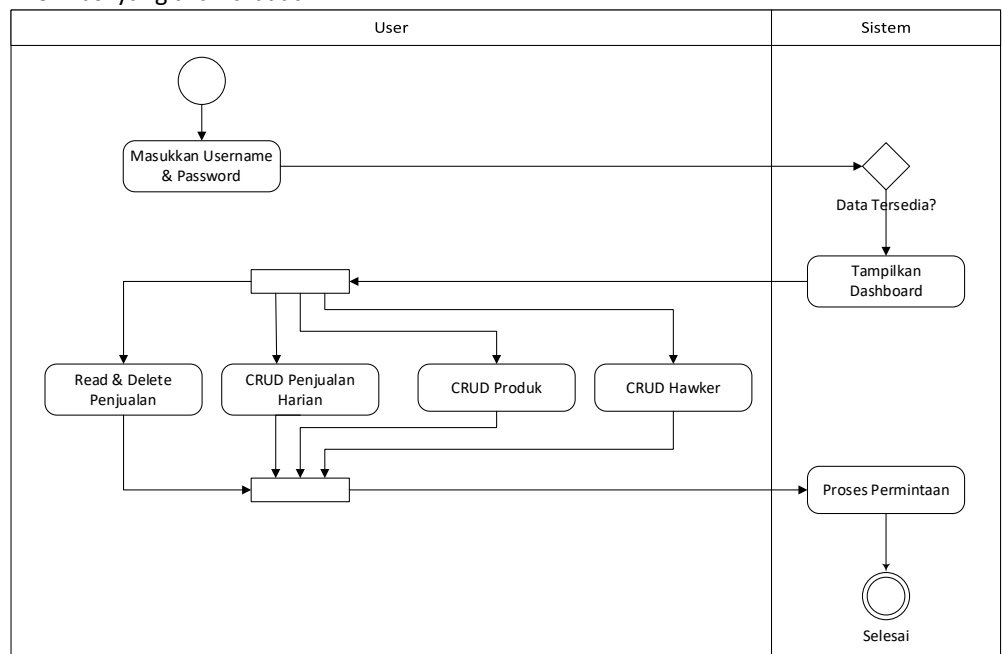 User
Sistem
Masukkan Username
& Password
Data Tersedia?
Tampilkan
Dashboard
Read & Delete
Penjualan
CRUD Penjualan
Harian
CRUD Produk
CRUD Hawker
Proses Permintaan
Selesai